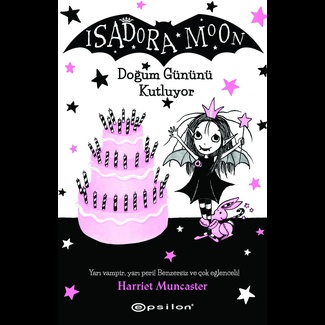 ISADORA MOON
Doğum Gününü
Kutluyor
Yarı vampir, yarı peri! Benzersiz ve çok eğlenceli!
Harriet Muncaster
epsilon